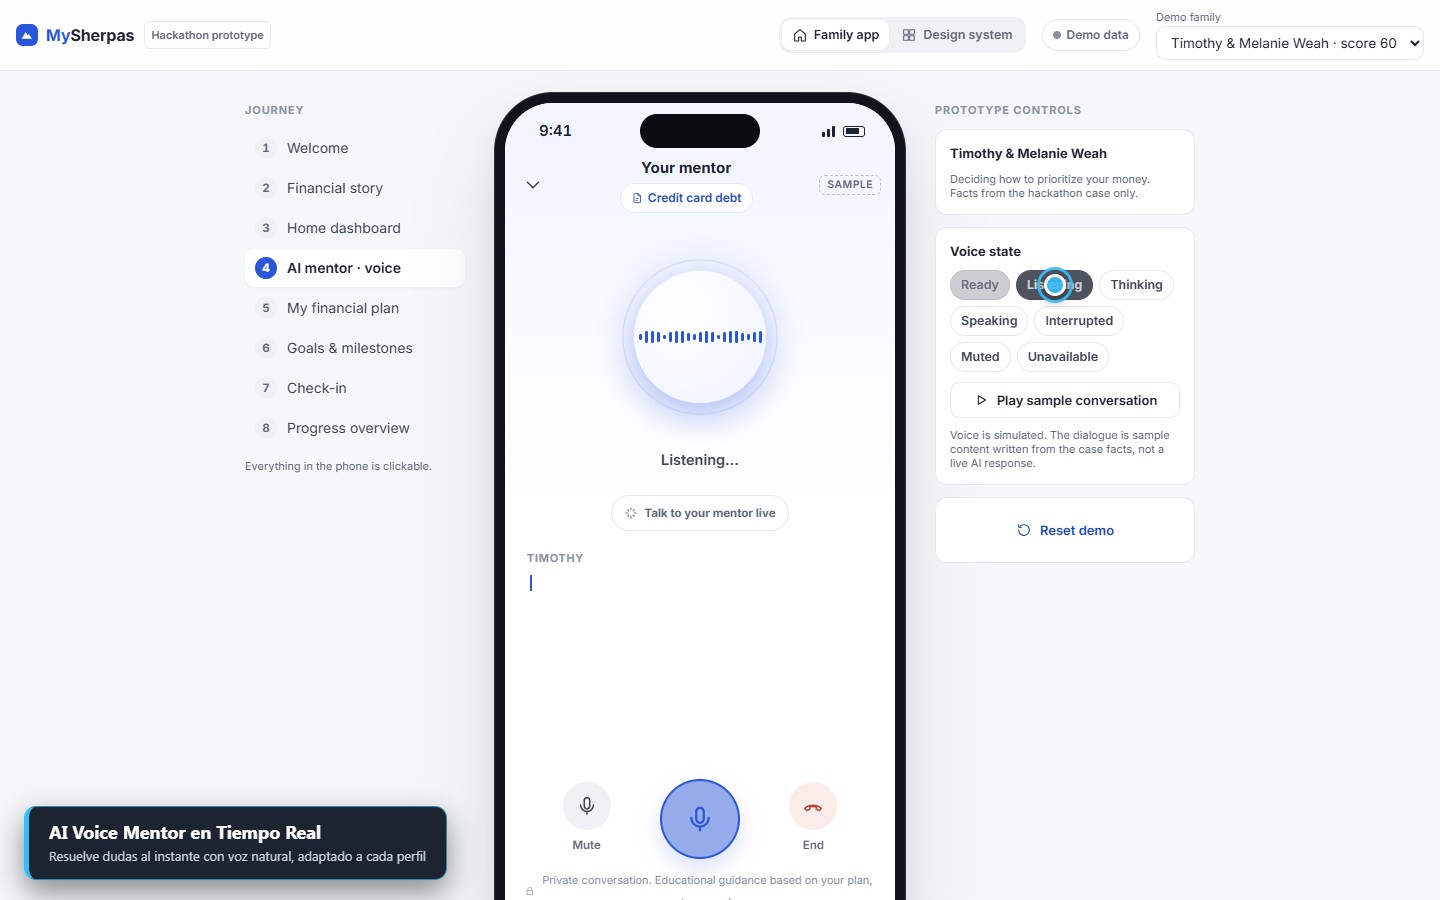 MySherpas
Hackathon prototype
Family app
Design system
Demo data
Demo family
Timothy & Melanie Weah · score 60
JOURNEY
1 Welcome
2 Financial story
3 Home dashboard
4 AI mentor · voice
5 My financial plan
6 Goals & milestones
7 Check-in
8 Progress overview
Everything in the phone is clickable.
9:41
Your mentor
Credit card debt
SAMPLE
Listening...
Talk to your mentor live
TIMOTHY
Mute
End
Private conversation. Educational guidance based on your plan,
PROTOTYPE CONTROLS
Timothy & Melanie Weah
Deciding how to prioritize your money.
Facts from the hackathon case only.
Voice state
Ready
Listening
Thinking
Speaking
Interrupted
Muted
Unavailable
Play sample conversation
Voice is simulated. The dialogue is sample
content written from the case facts, not a
live AI response.
Reset demo
AI Voice Mentor en Tiempo Real
Resuelve dudas al instante con voz natural, adaptado a cada perfil